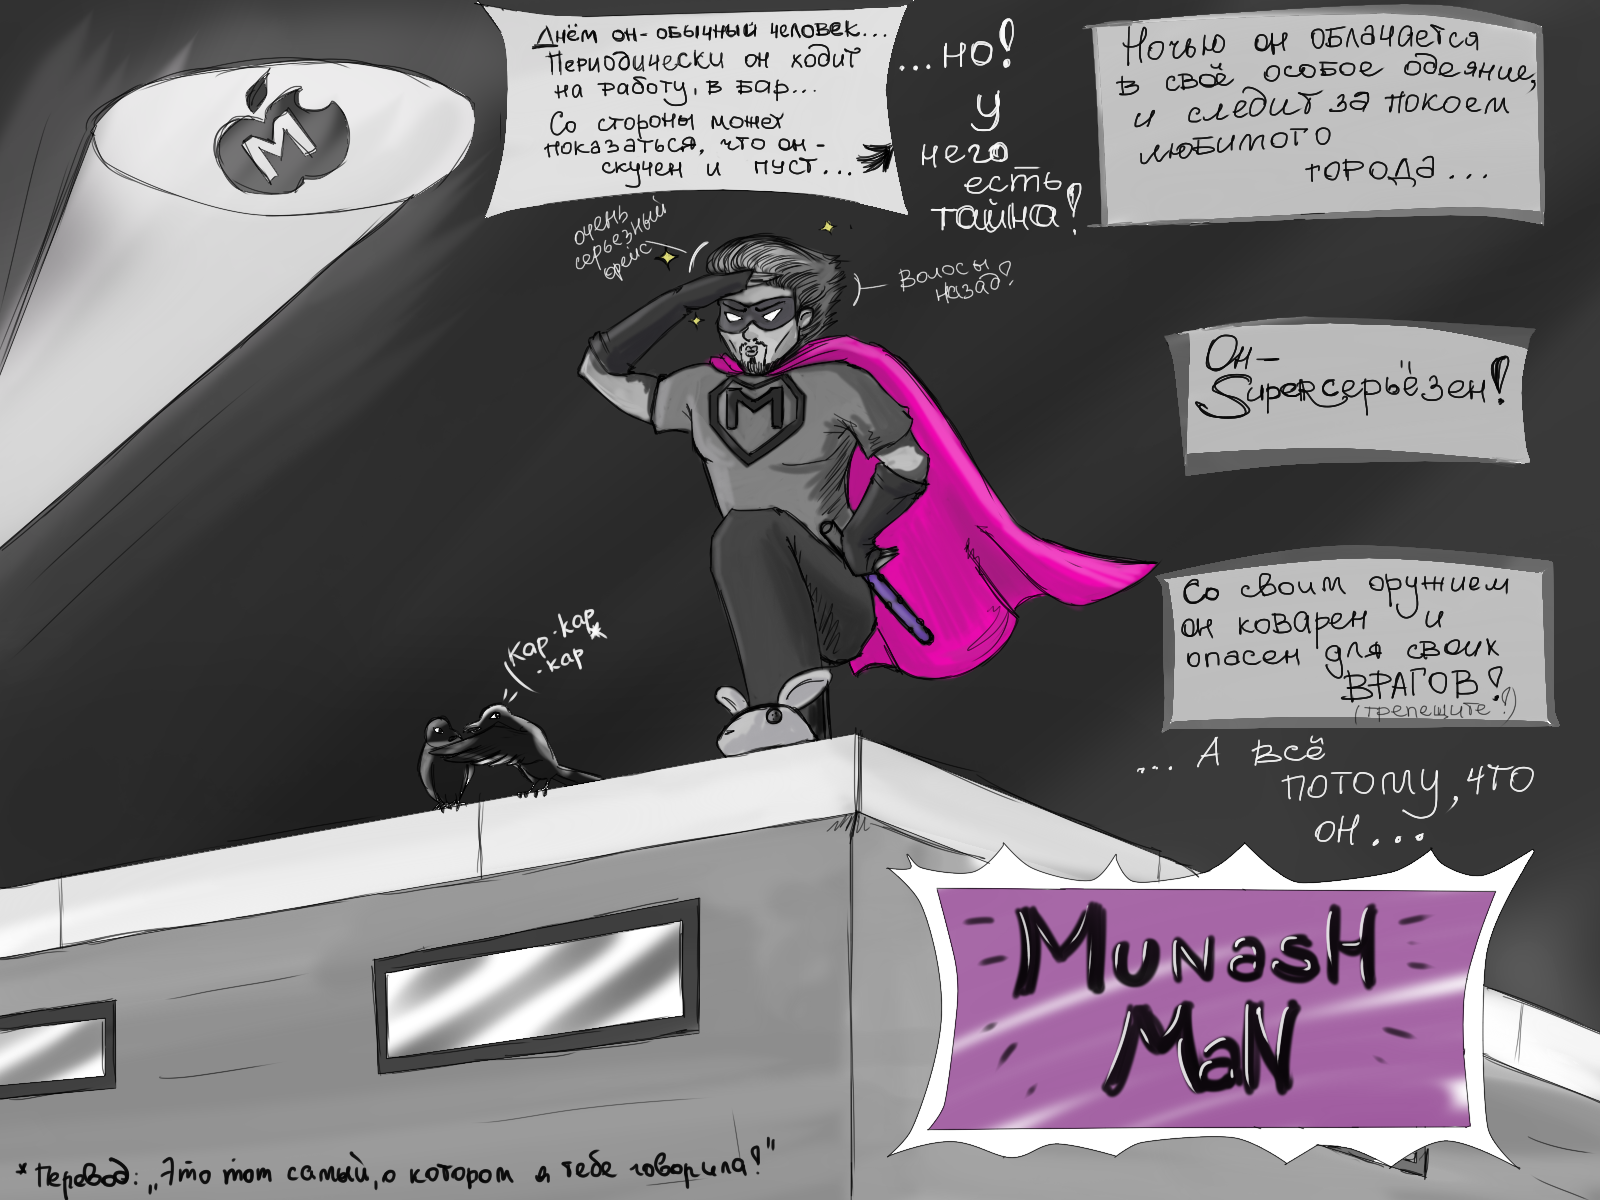 Днём он - обычный человек...
Периодически он ходит
на работу, в бар...
Со стороны может
показаться, что он -
скучен и пуст...
...но!
у
него
есть
тайна!
Ночью он облачается
в своё особое одеяние,
и следит за покоем
любимого
города...
М
очень
серьезный
фейс
Волосы
назад!
M
Он -
Superсерьёзен!
Со своим оружием
он коварен и
опасен для своих
ВРАГОВ!
(трепещите!)
... А всё
потому, что
он...
Кар-кар*
-кар
MunasH
MaN
*Перевод: „Это тот самый, о котором я тебе говорила!"